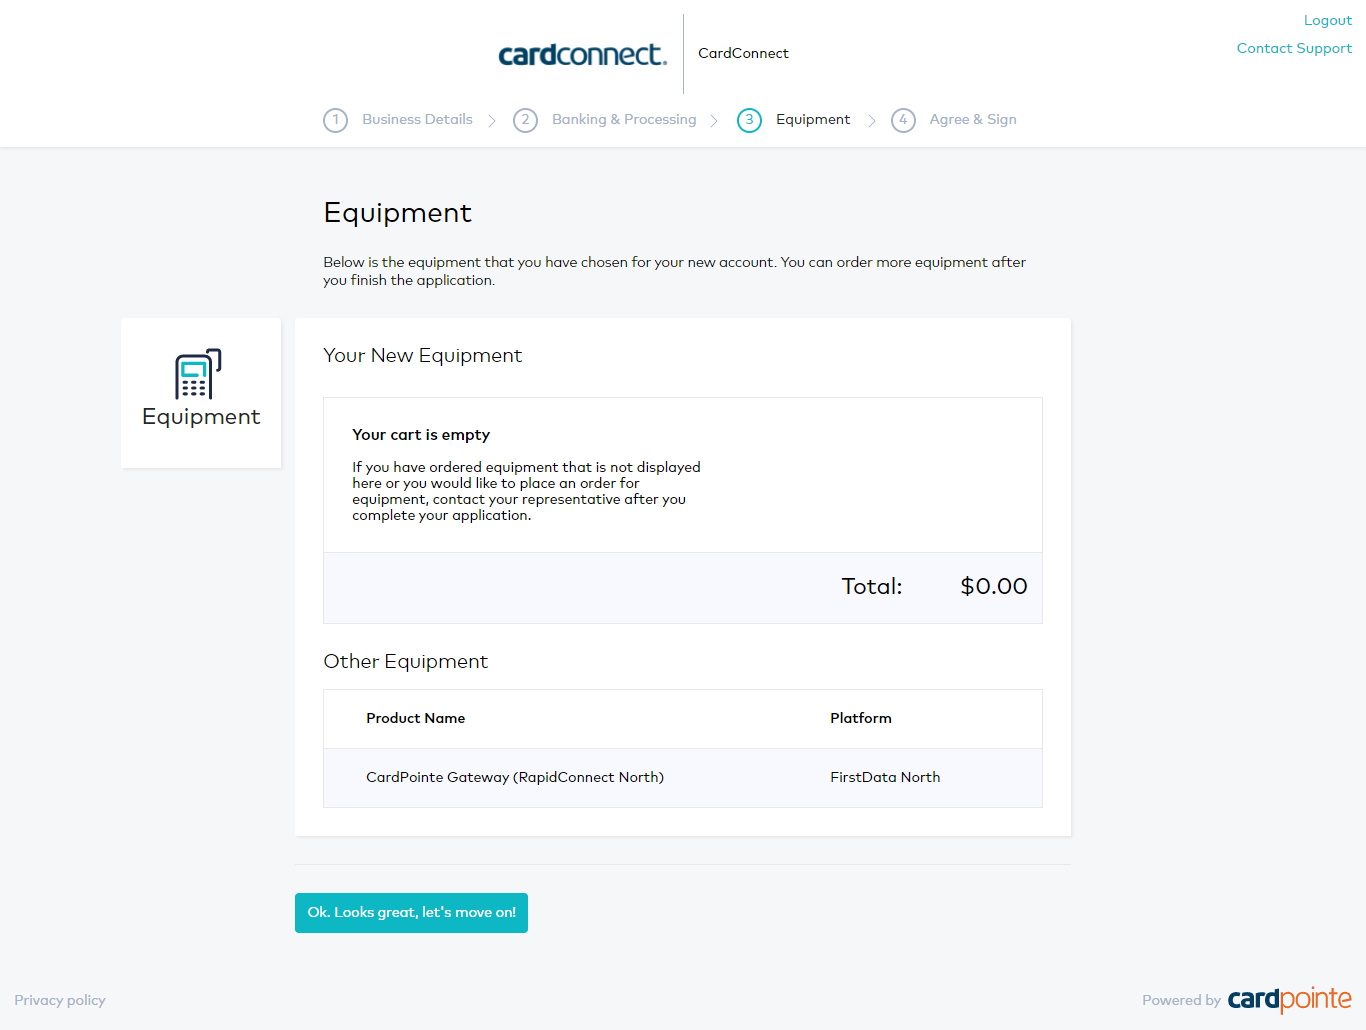 Logout
cardconnect.
CardConnect
Contact Support
1 Business Details 2 Banking & Processing 3 Equipment 4 Agree & Sign
Equipment
Below is the equipment that you have chosen for your new account. You can order more equipment after
you finish the application.
Equipment
Your New Equipment
Your cart is empty
If you have ordered equipment that is not displayed
here or you would like to place an order for
equipment, contact your representative after you
complete your application.
Total: $0.00
Other Equipment
Product Name Platform
CardPointe Gateway (RapidConnect North) FirstData North
Ok. Looks great, let's move on!
Privacy policy
Powered by cardpointe